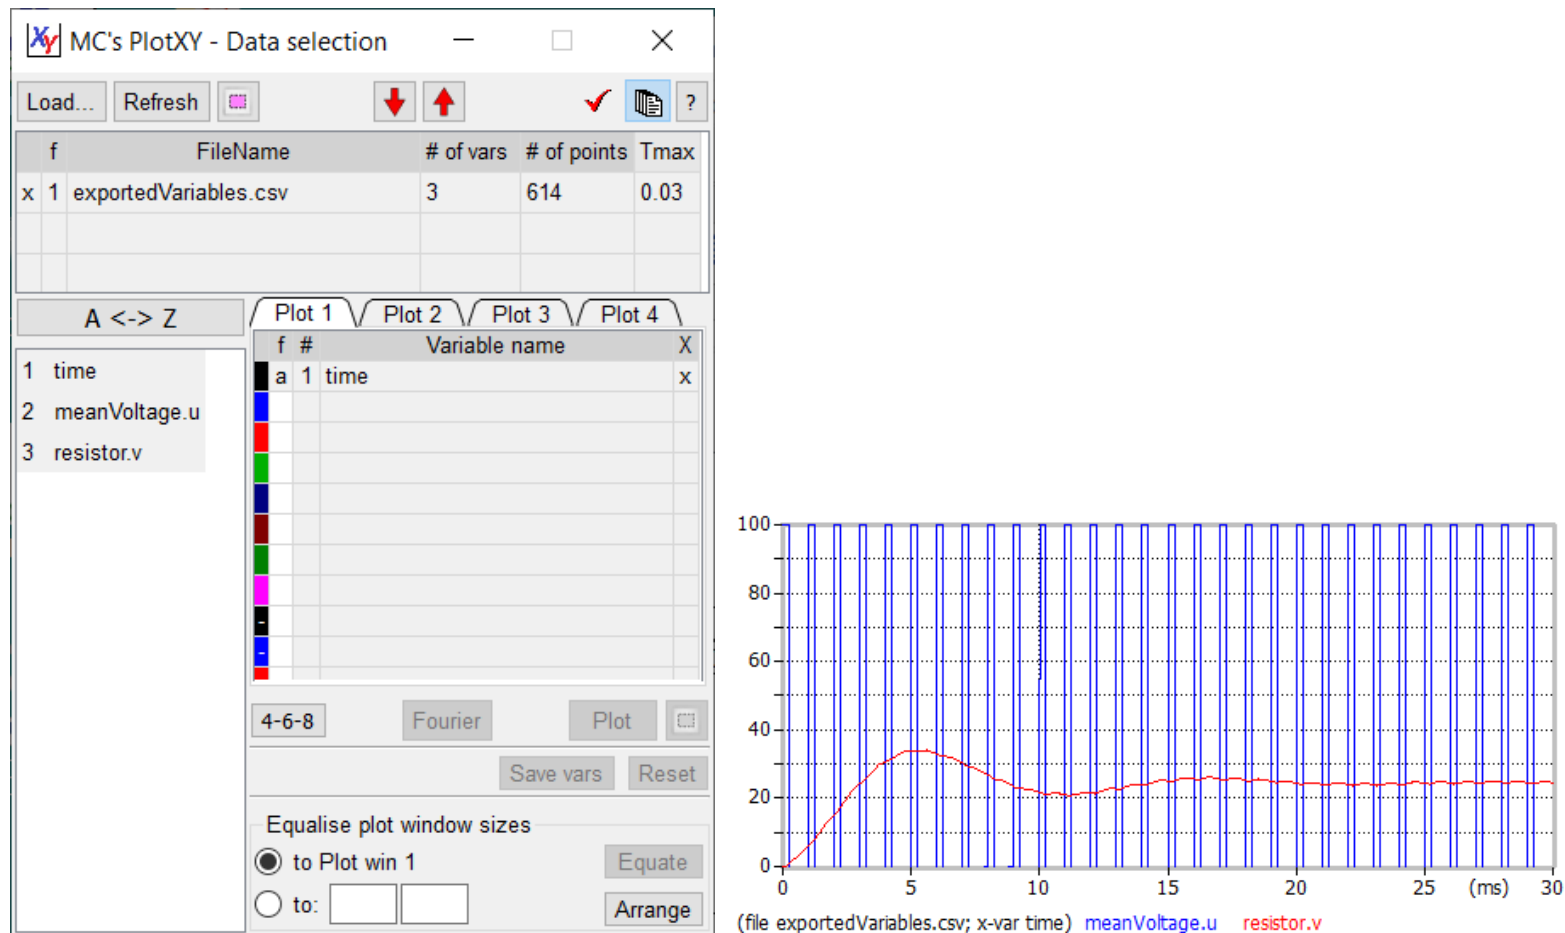 MC's PlotXY - Data selection
Load... Refresh ?
f FileName # of vars # of points Tmax
x 1 exportedVariables.csv 3 614 0.03
A <-> Z
Plot 1 Plot 2 Plot 3 Plot 4
f # Variable name X
a 1 time x
1 time
2 meanVoltage.u
3 resistor.v
4-6-8 Fourier Plot
Save vars Reset
Equalise plot window sizes
to Plot win 1 Equate
to: Arrange
100
80
60
40
20
0
0 5 10 15 20 25 (ms) 30
(file exportedVariables.csv; x-var time) meanVoltage.u resistor.v